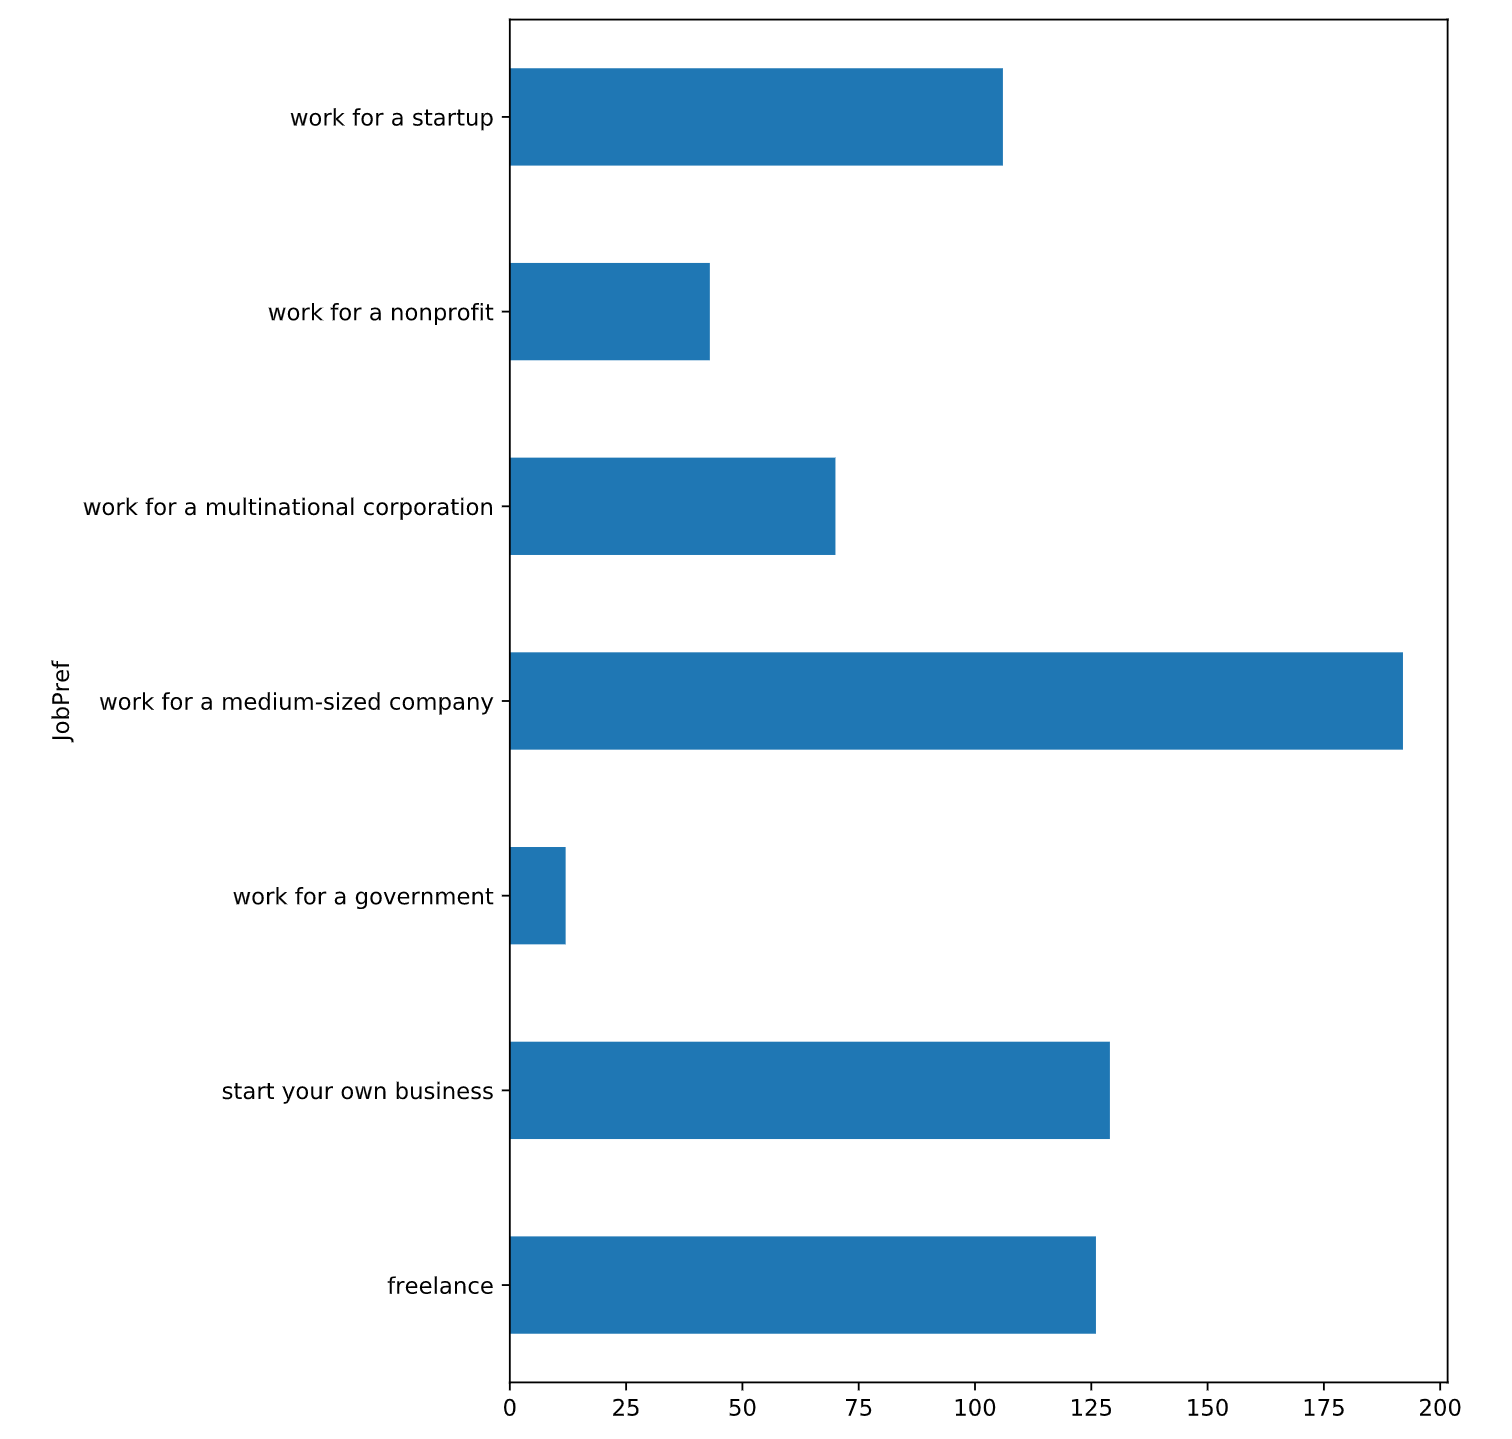 work for a startup
work for a nonprofit
work for a multinational corporation
JobPref
work for a medium-sized company
work for a government
start your own business
freelance
0 25 50 75 100 125 150 175 200